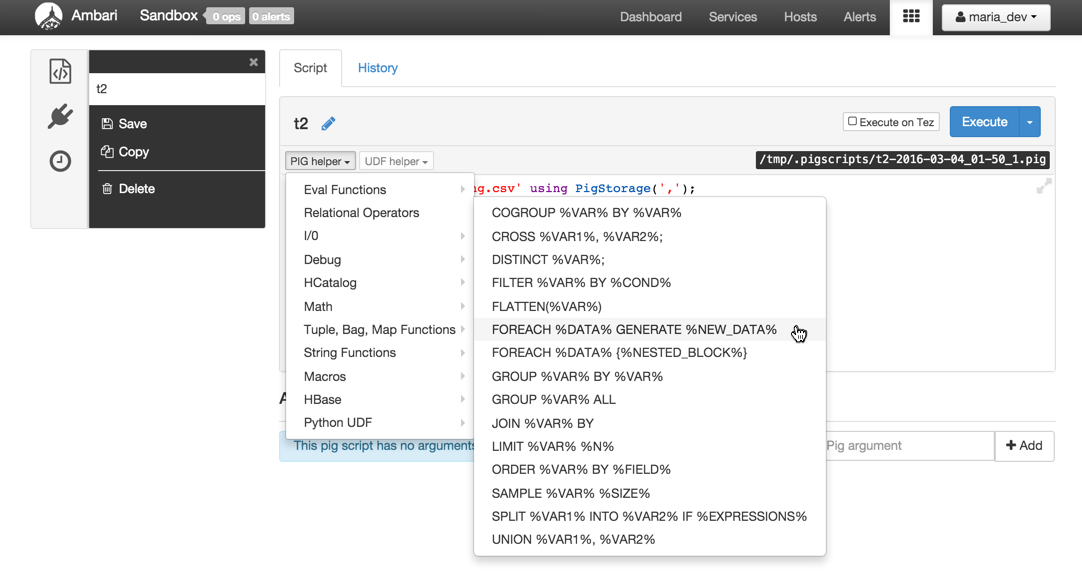 Ambari Sandbox 0 ops 0 alerts Dashboard Services Hosts Alerts maria_dev
t2
Save
Copy
Delete
Script History
t2 Execute on Tez Execute
PIG helper UDF helper /tmp/.pigscripts/t2-2016-03-04_01-50_1.pig
g.csv' using PigStorage(',');
Eval Functions
Relational Operators
I/0
Debug
HCatalog
Math
Tuple, Bag, Map Functions
String Functions
Macros
HBase
Python UDF
COGROUP %VAR% BY %VAR%
CROSS %VAR1%, %VAR2%;
DISTINCT %VAR%;
FILTER %VAR% BY %COND%
FLATTEN(%VAR%)
FOREACH %DATA% GENERATE %NEW_DATA%
FOREACH %DATA% {%NESTED_BLOCK%}
GROUP %VAR% BY %VAR%
GROUP %VAR% ALL
JOIN %VAR% BY
LIMIT %VAR% %N%
ORDER %VAR% BY %FIELD%
SAMPLE %VAR% %SIZE%
SPLIT %VAR1% INTO %VAR2% IF %EXPRESSIONS%
UNION %VAR1%, %VAR2%
This pig script has no arguments
Pig argument + Add